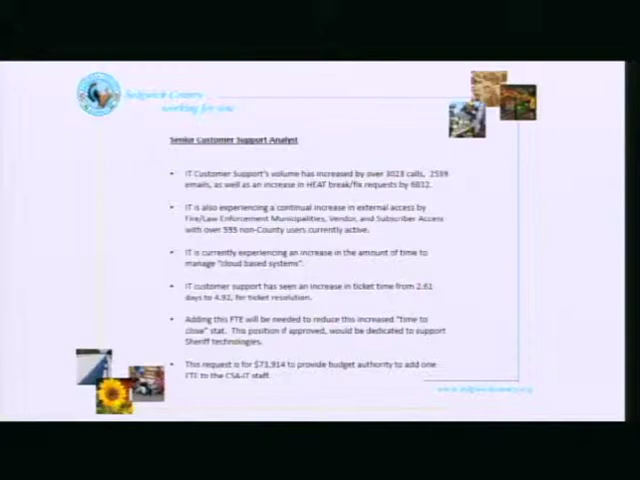 Sedgwick County
working for you
Senior Customer Support Analyst
• IT Customer Support's volume has increased by over 3023 calls, 2539
emails, as well as an increase in HEAT break/fix requests by 6832.
• IT is also experiencing a continual increase in external access by
Fire/Law Enforcement Municipalities, Vendor, and Subscriber Access
with over 595 non-County users currently active.
• IT is currently experiencing an increase in the amount of time to
manage "cloud based systems".
• IT customer support has seen an increase in ticket time from 2.61
days to 4.92, for ticket resolution.
• Adding this FTE will be needed to reduce this increased "time to
close" stat. This position if approved, would be dedicated to support
Sheriff technologies.
• This request is for $73,914 to provide budget authority to add one
FTE to the CSA-IT staff.